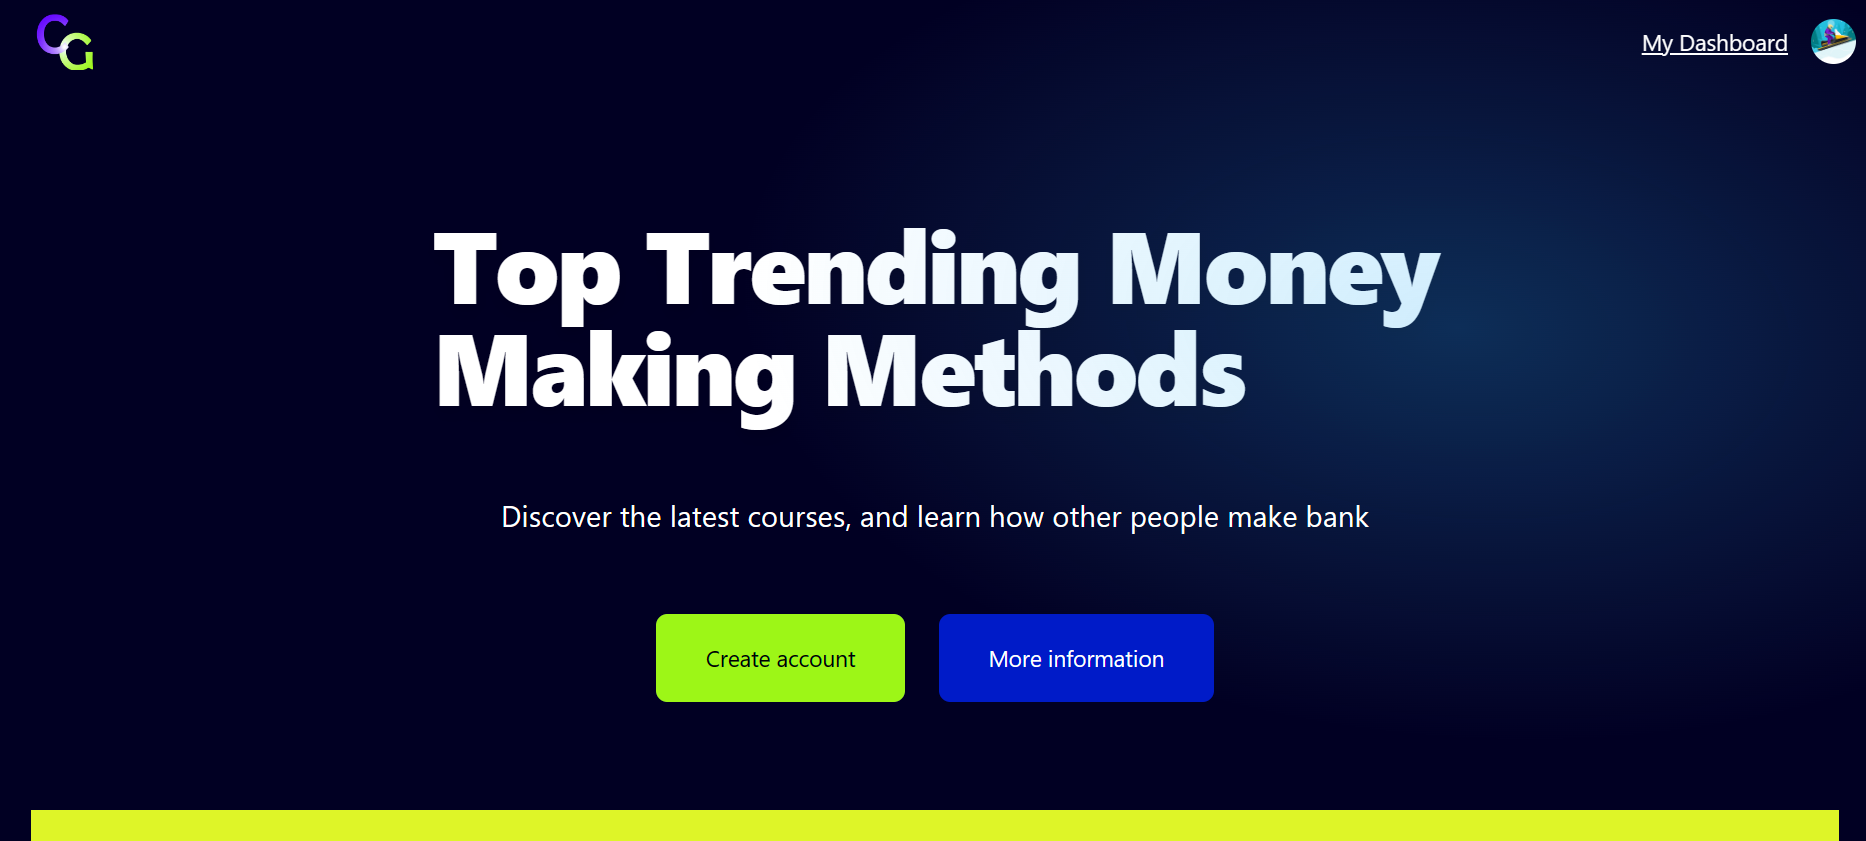 CG
My Dashboard
Top Trending Money
Making Methods
Discover the latest courses, and learn how other people make bank
Create account
More information